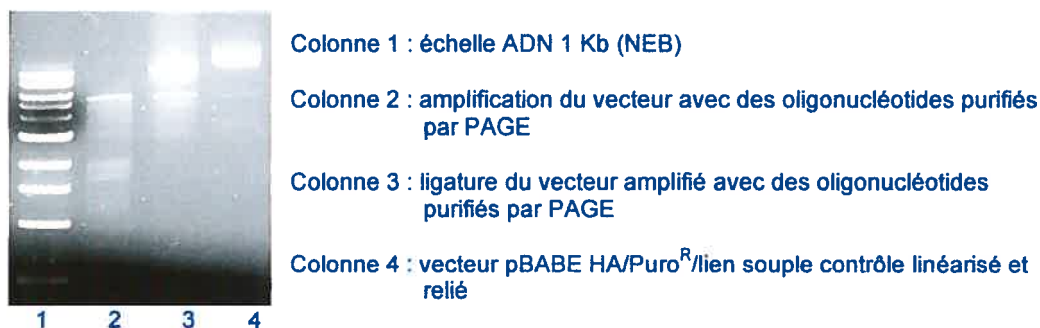 Colonne 1 : échelle ADN 1 Kb (NEB)
Colonne 2 : amplification du vecteur avec des oligonucléotides purifiés
par PAGE
Colonne 3 : ligature du vecteur amplifié avec des oligonucléotides
purifiés par PAGE
Colonne 4 : vecteur pBABE HA/Puro^R/lien souple contrôle linéarisé et
relié
1 2 3 4